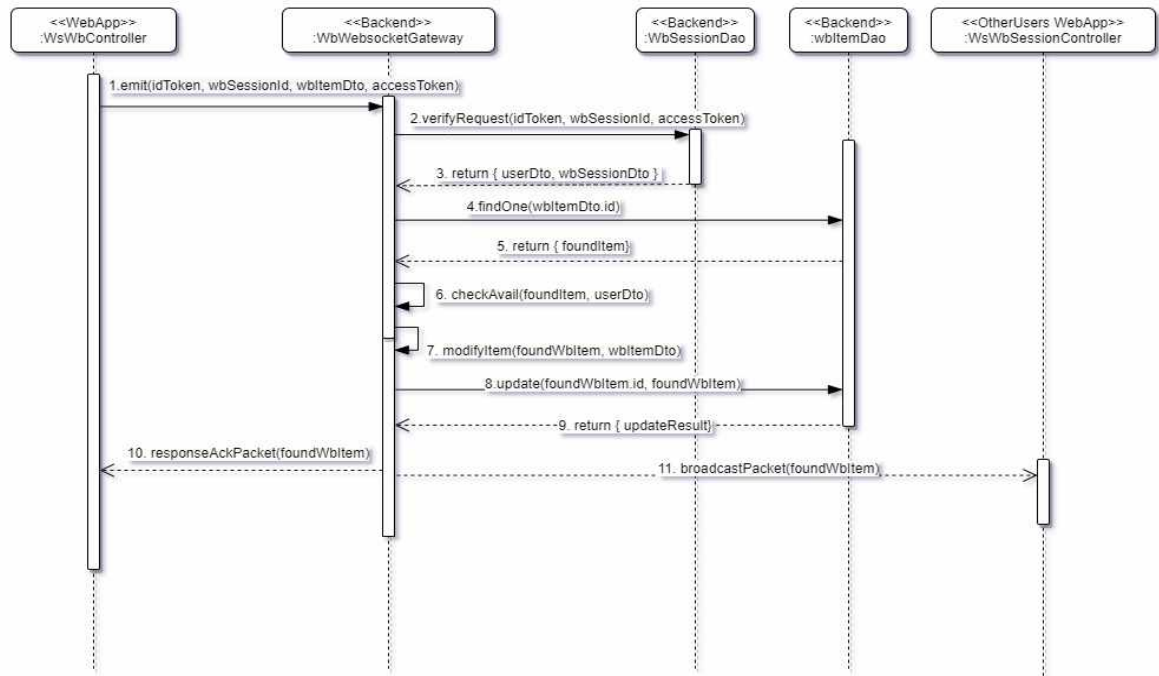 <<WebApp>>
:WsWbController
<<Backend>>
:WbWebsocketGateway
<<Backend>>
:WbSessionDao
<<Backend>>
:wbItemDao
<<OtherUsers WebApp>>
:WsWbSessionController
1.emit(idToken, wbSessionId, wbItemDto, accessToken)
2.verifyRequest(idToken, wbSessionId, accessToken)
3. return { userDto, wbSessionDto }
4.findOne(wbItemDto.id)
5. return { foundItem}
6. checkAvail(foundItem, userDto)
7. modifyItem(foundWbItem, wbItemDto)
8.update(foundWbItem.id, foundWbItem)
9. return { updateResult}
10. responseAckPacket(foundWbItem)
11. broadcastPacket(foundWbItem)